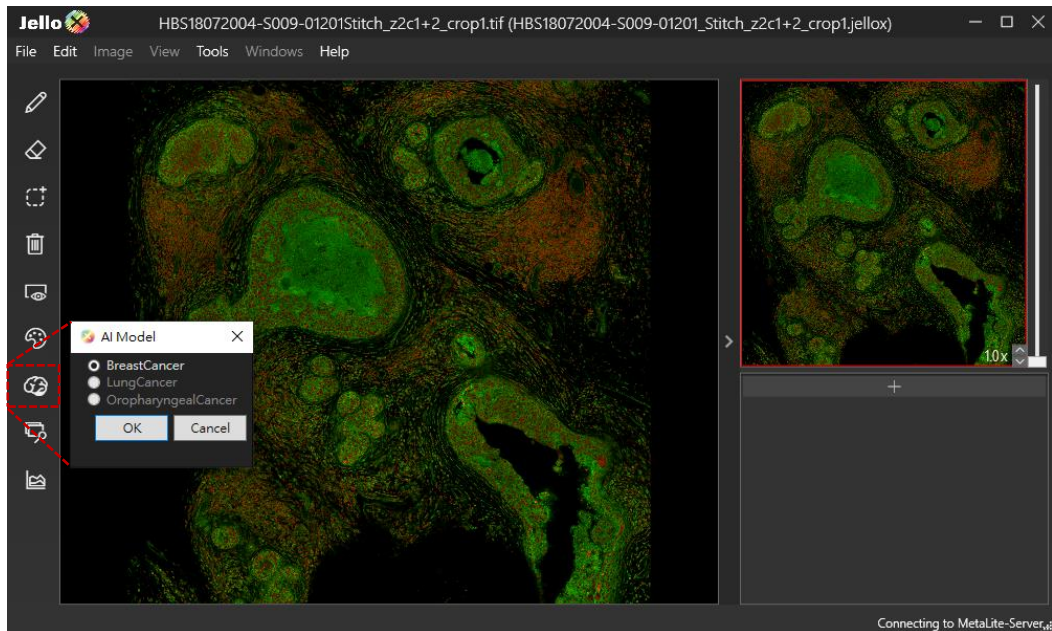 Jello
HBS18072004-S009-01201Stitch_z2c1+2_crop1.tif (HBS18072004-S009-01201_Stitch_z2c1+2_crop1.jellox)
File Edit Image View Tools Windows Help
AI Model
BreastCancer
LungCancer
OropharyngealCancer
OK Cancel
1.0x
Connecting to MetaLite-Server...